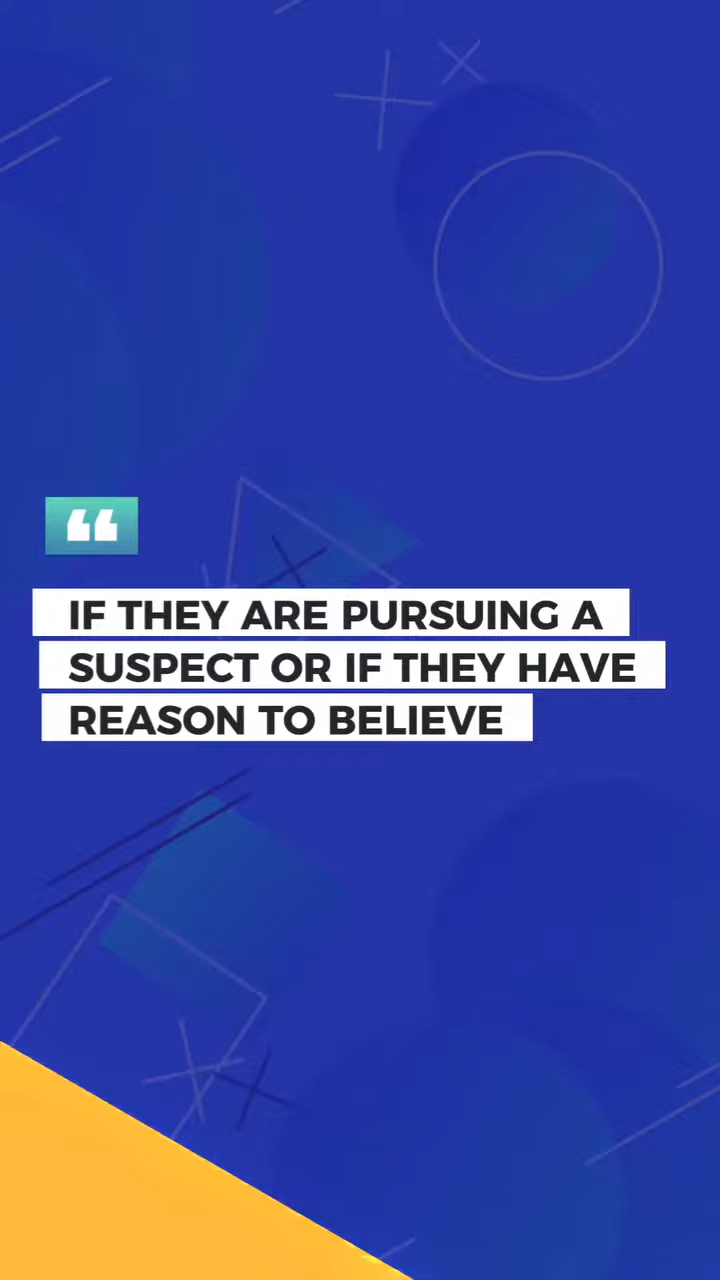 ❝
IF THEY ARE PURSUING A
SUSPECT OR IF THEY HAVE
REASON TO BELIEVE